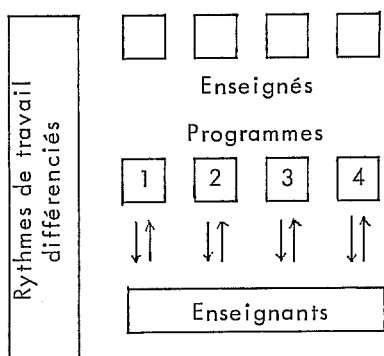 Rythmes de travail
différenciés
Enseignés
Programmes
1 2 3 4
Enseignants